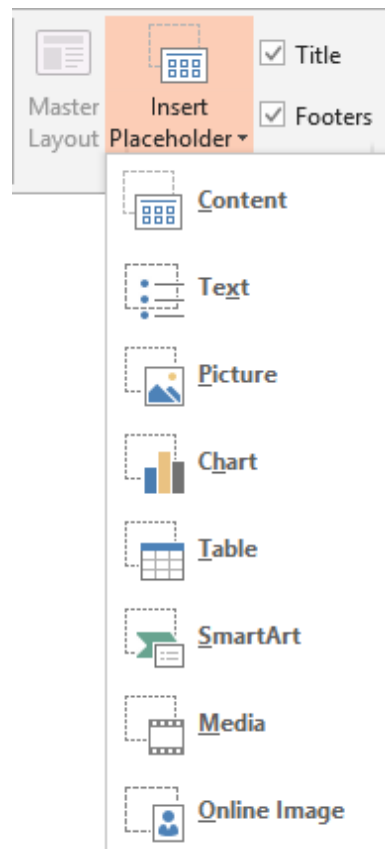 Master
Layout
Insert
Placeholder
Title
Footers
Content
Text
Picture
Chart
Table
SmartArt
Media
Online Image